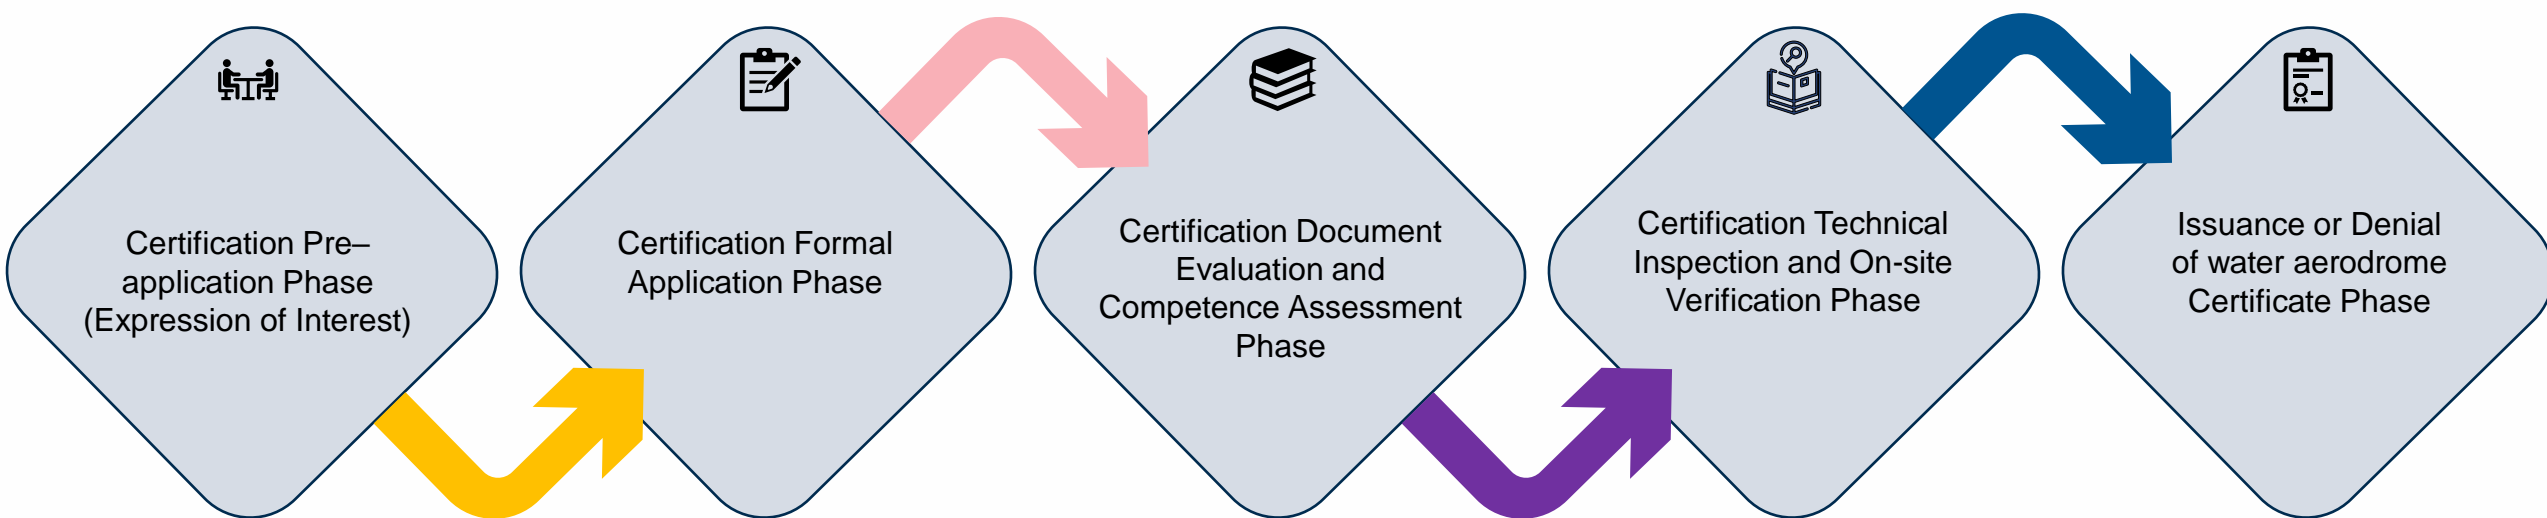 Certification Pre–
application Phase
(Expression of Interest)
Certification Formal
Application Phase
Certification Document
Evaluation and
Competence Assessment
Phase
Certification Technical
Inspection and On-site
Verification Phase
Issuance or Denial
of water aerodrome
Certificate Phase